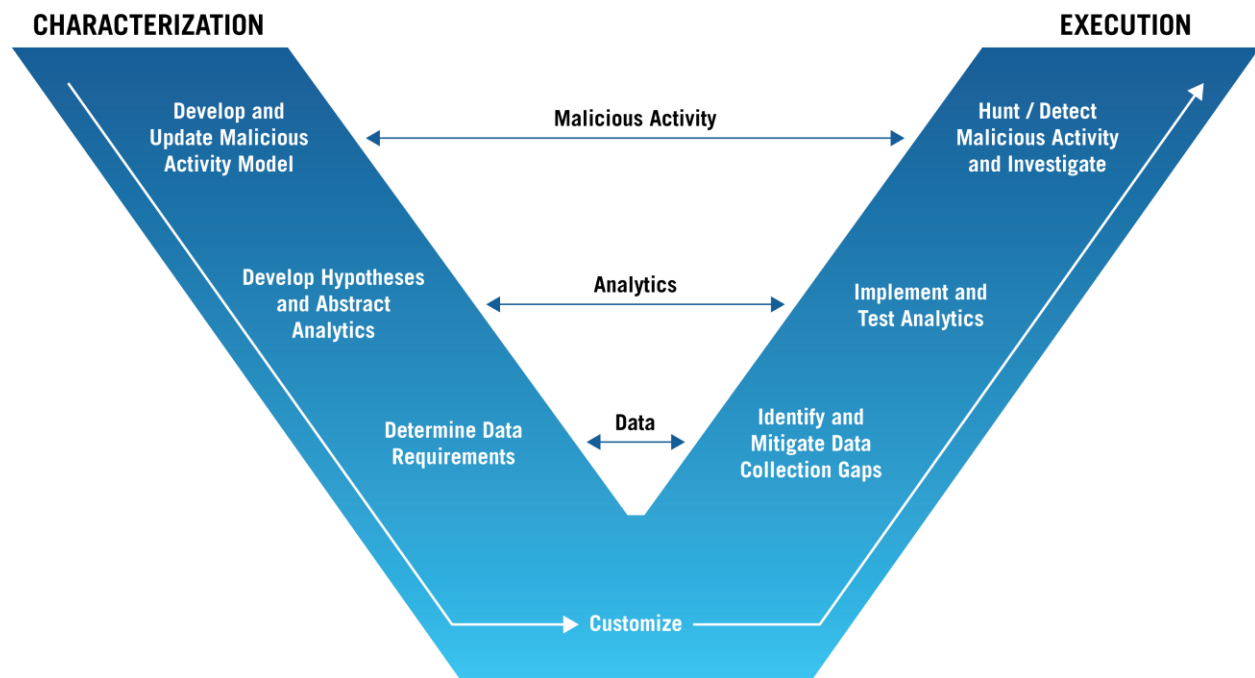 CHARACTERIZATION
EXECUTION
Develop and
Update Malicious
Activity Model
Malicious Activity
Hunt / Detect
Malicious Activity
and Investigate
Develop Hypotheses
and Abstract
Analytics
Analytics
Implement and
Test Analytics
Determine Data
Requirements
Data
Identify and
Mitigate Data
Collection Gaps
Customize